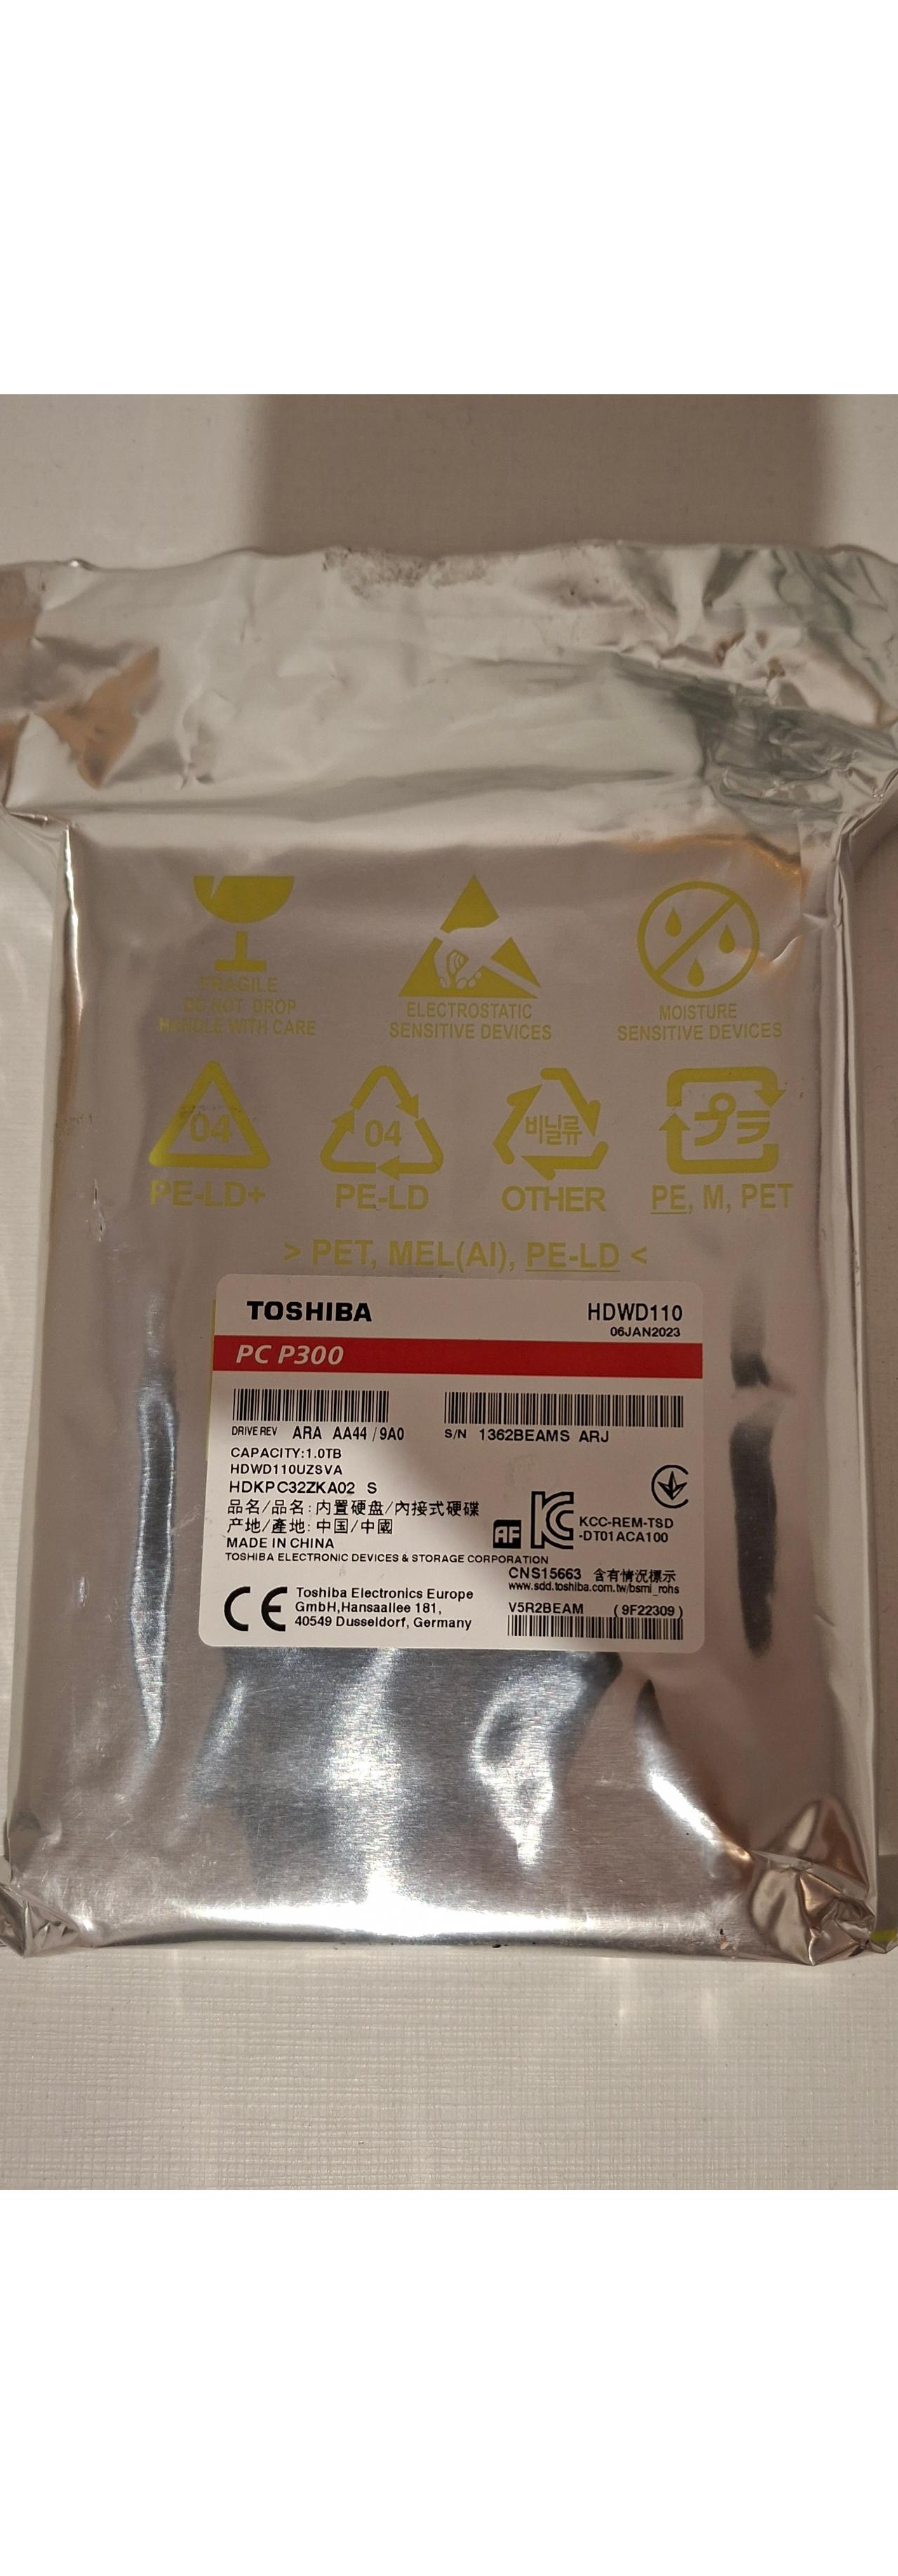 FRAGILE
DO NOT DROP
HANDLE WITH CARE
ELECTROSTATIC
SENSITIVE DEVICES
MOISTURE
SENSITIVE DEVICES
04
PE-LD+
04
PE-LD
비닐류
OTHER
プラ
PE, M, PET
> PET, MEL(Al), PE-LD <
TOSHIBA
HDWD110
06JAN2023
PC P300
DRIVE REV ARA AA44 / 9A0
S/N 1362BEAMS ARJ
CAPACITY:1.0TB
HDWD110UZSVA
HDKPC32ZKA02 S
品名/品名: 内置硬盘/內接式硬碟
产地/產地: 中国/中國
MADE IN CHINA
TOSHIBA ELECTRONIC DEVICES & STORAGE CORPORATION
AF
KCC-REM-TSD
-DT01ACA100
CNS15663 含有情況標示
www.sdd.toshiba.com.tw/bsmi_rohs
CE
Toshiba Electronics Europe
GmbH,Hansaallee 181,
40549 Dusseldorf, Germany
V5R2BEAM (9F22309)